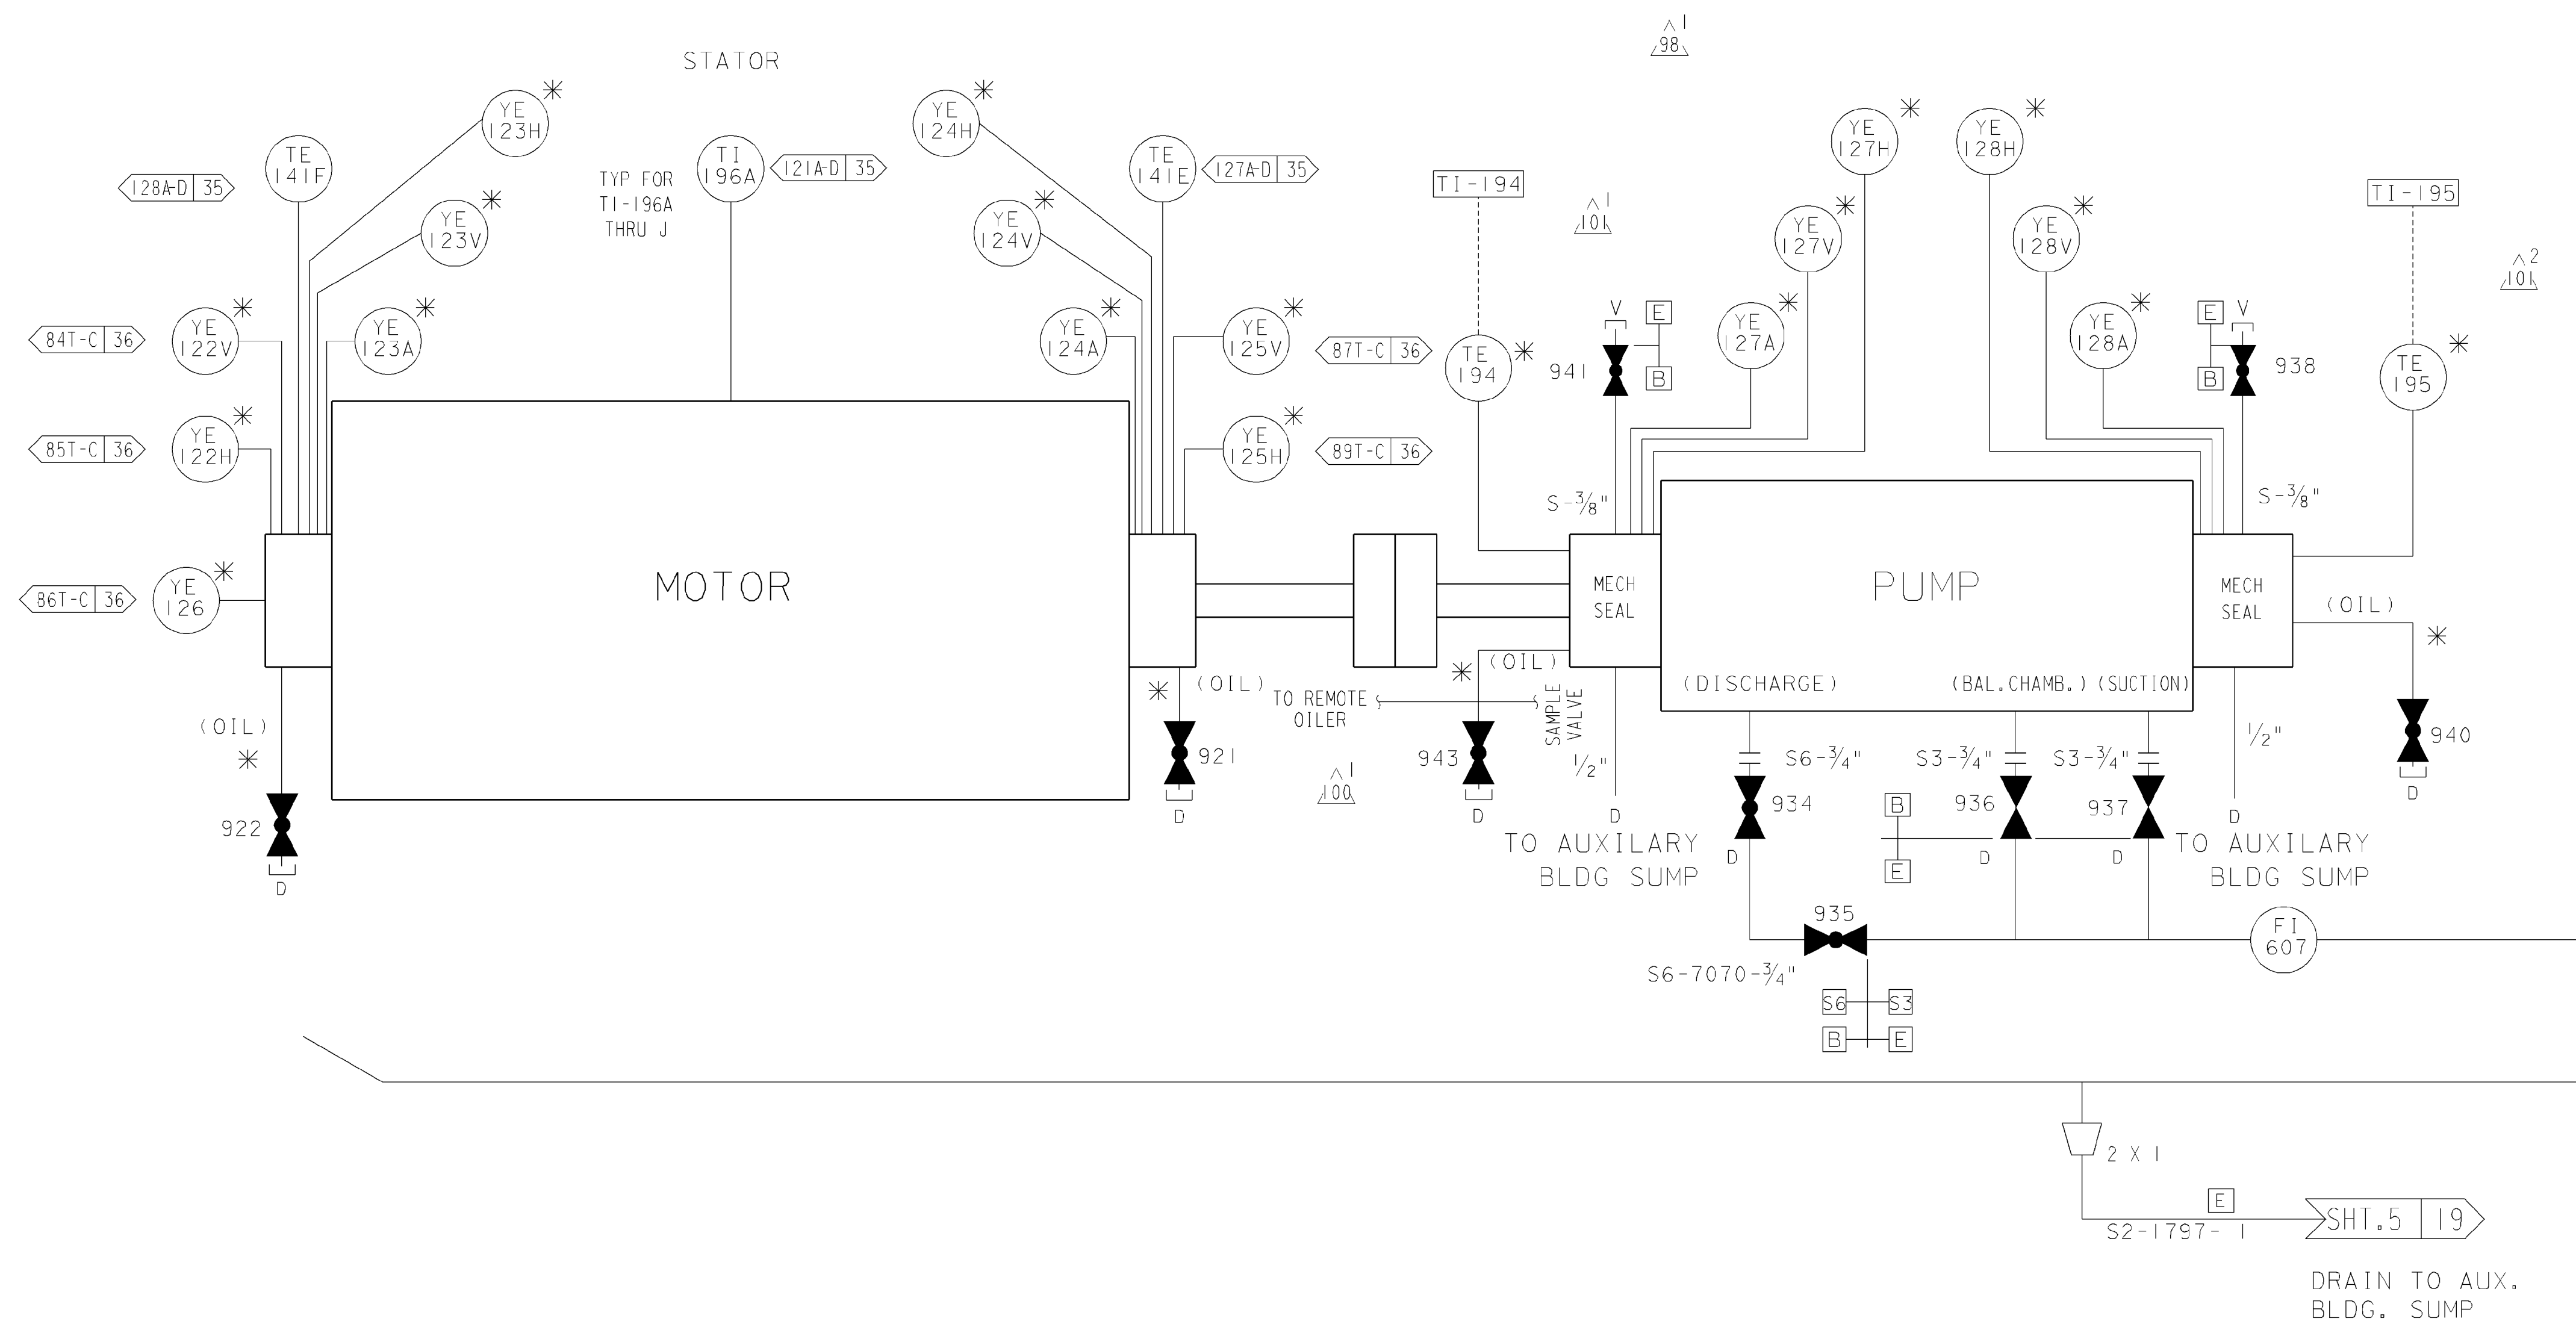 1
98
STATOR
YE
123H
YE
124H
YE
127H
YE
128H
TE
141F
128A-D 35
TI
196A
121A-D 35
TYP FOR
TI-196A
THRU J
TE
141E
127A-D 35
TI-194
TI-195
1
101
YE
123V
YE
124V
YE
127V
YE
128V
2
101
84T-C 36
YE
122V
YE
123A
YE
124A
YE
125V
87T-C 36
TE
194
941
V
E
B
YE
127A
YE
128A
E
B
V
938
TE
195
85T-C 36
YE
122H
YE
125H
89T-C 36
S-3/8"
S-3/8"
86T-C 36
YE
126
MOTOR
MECH
SEAL
PUMP
MECH
SEAL
(OIL)
(OIL)
(OIL)
(OIL)
TO REMOTE
OILER
SAMPLE
VALVE
(DISCHARGE)
(BAL.CHAMB.)
(SUCTION)
922
D
921
D
1
100
943
D
1/2"
D
TO AUXILARY
BLDG SUMP
S6-3/4"
934
D
S3-3/4"
936
D
S3-3/4"
937
D
B
E
1/2"
D
TO AUXILARY
BLDG SUMP
940
D
935
S6-7070-3/4"
S6
S3
B
E
FI
607
2 X 1
E
S2-1797- 1
SHT.5 19
DRAIN TO AUX.
BLDG. SUMP